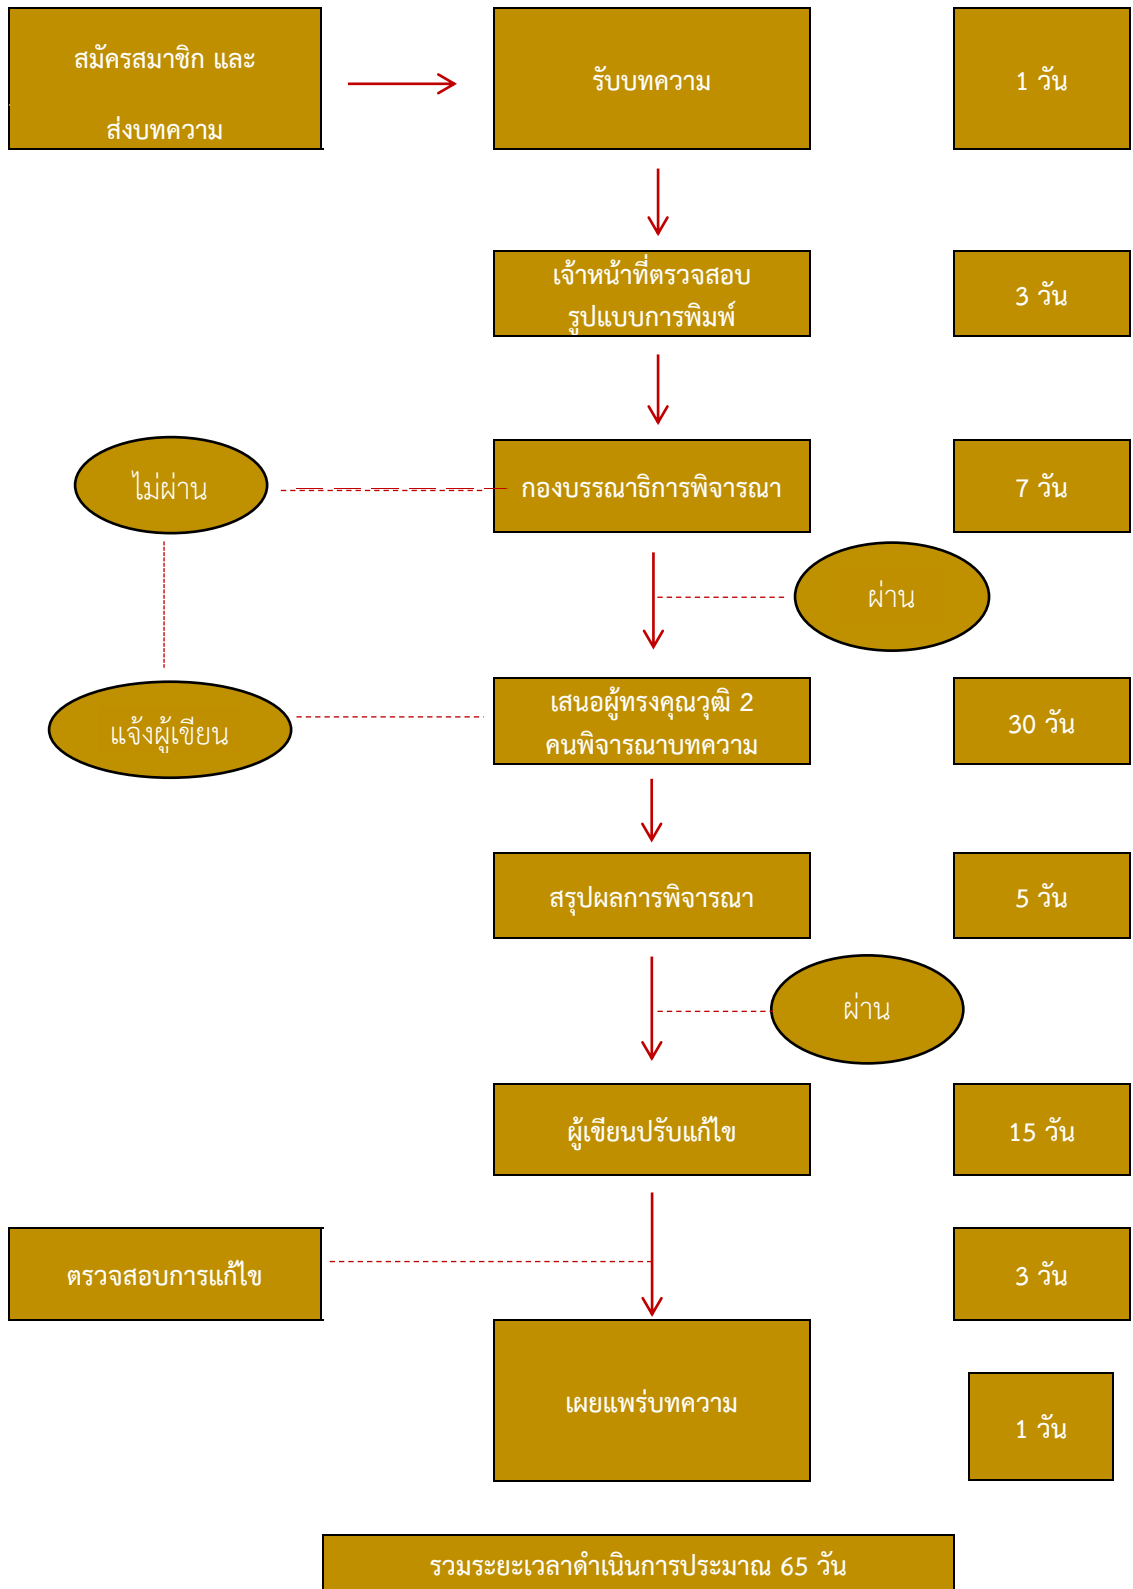 สมัครสมาชิก และ
ส่งบทความ
รับบทความ
1 วัน
เจ้าหน้าที่ตรวจสอบ
รูปแบบการพิมพ์
3 วัน
ไม่ผ่าน
กองบรรณาธิการพิจารณา
7 วัน
ผ่าน
แจ้งผู้เขียน
เสนอผู้ทรงคุณวุฒิ 2
คนพิจารณาบทความ
30 วัน
สรุปผลการพิจารณา
5 วัน
ผ่าน
ผู้เขียนปรับแก้ไข
15 วัน
ตรวจสอบการแก้ไข
3 วัน
เผยแพร่บทความ
1 วัน
รวมระยะเวลาดำเนินการประมาณ 65 วัน